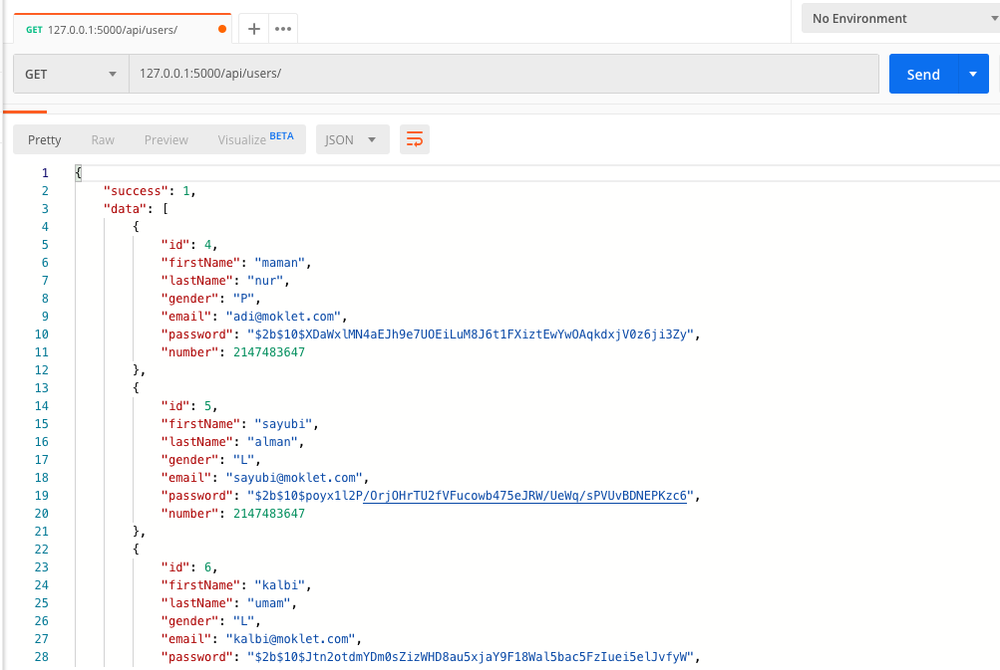 GET 127.0.0.1:5000/api/users/
No Environment
GET 127.0.0.1:5000/api/users/ Send
Pretty Raw Preview Visualize BETA JSON
1 {
2 "success": 1,
3 "data": [
4 {
5 "id": 4,
6 "firstName": "maman",
7 "lastName": "nur",
8 "gender": "P",
9 "email": "adi@moklet.com",
10 "password": "$2b$10$XDaWxlMN4aEJh9e7UOEiLuM8J6t1FXiztEwYwOAqkdxjV0z6ji3Zy",
11 "number": 2147483647
12 },
13 {
14 "id": 5,
15 "firstName": "sayubi",
16 "lastName": "alman",
17 "gender": "L",
18 "email": "sayubi@moklet.com",
19 "password": "$2b$10$poyx1l2P/OrjOHrTU2fVFucowb475eJRW/UeWq/sPVUvBDNEPKzc6",
20 "number": 2147483647
21 },
22 {
23 "id": 6,
24 "firstName": "kalbi",
25 "lastName": "umam",
26 "gender": "L",
27 "email": "kalbi@moklet.com",
28 "password": "$2b$10$Jtn2otdmYDm0sZizWHD8au5xjaY9F18Wal5bac5FzIuei5elJvfyW",